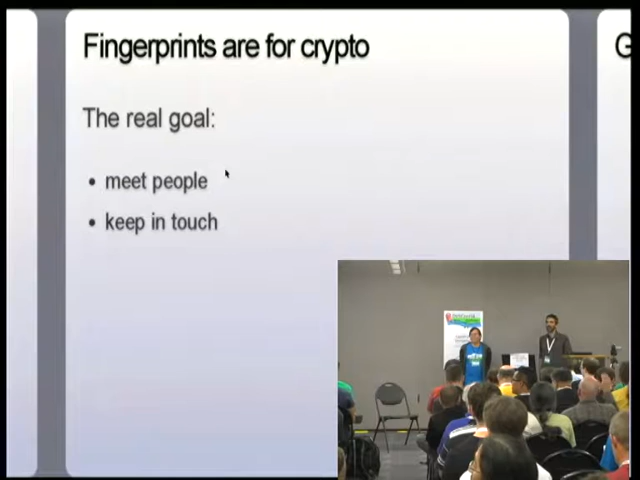 Fingerprints are for crypto
G
The real goal:
• meet people
• keep in touch